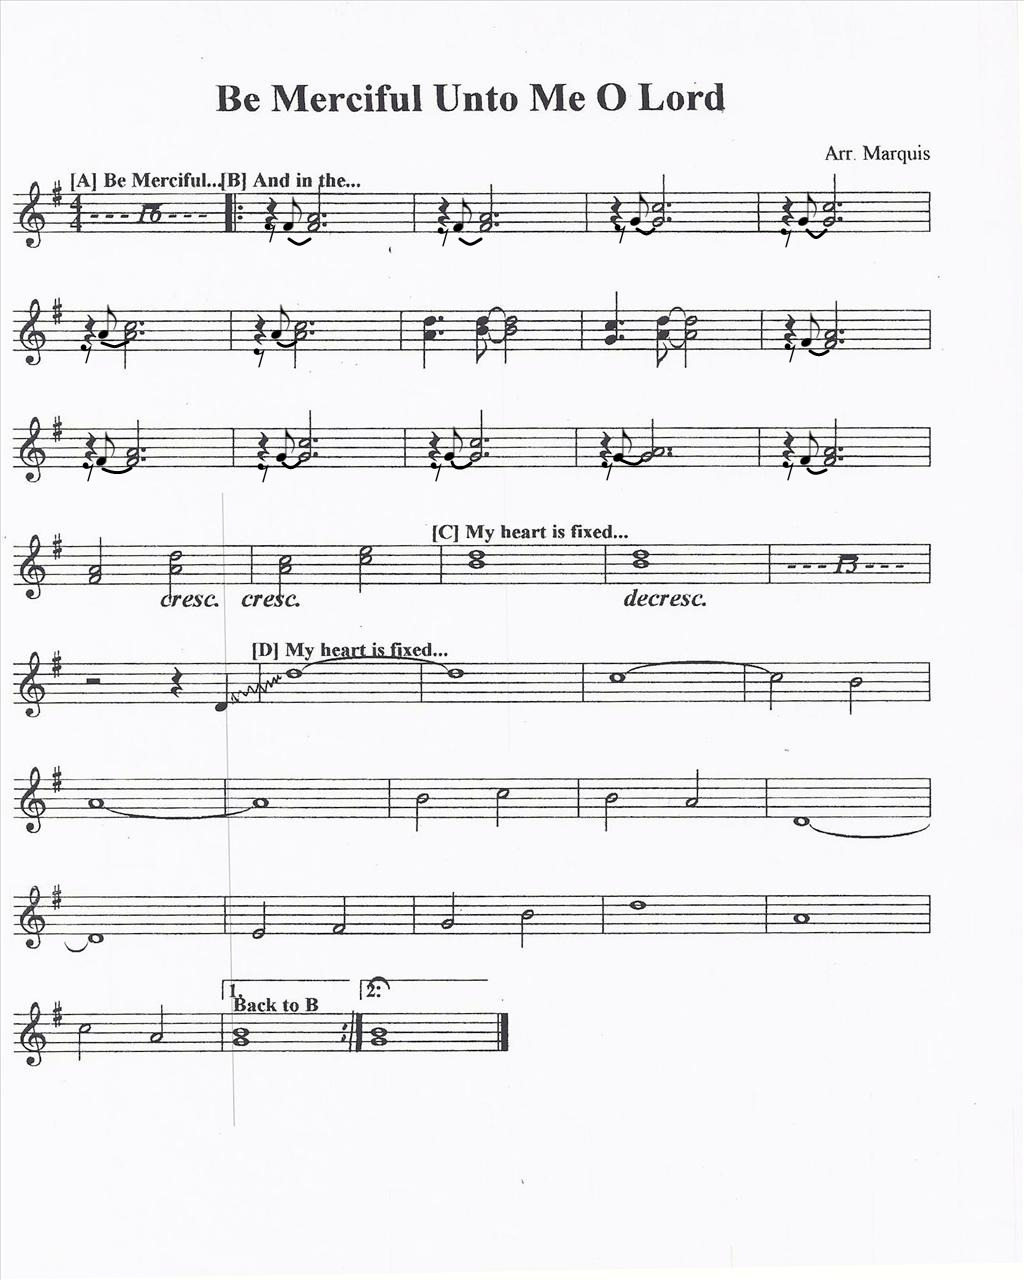 Be Merciful Unto Me O Lord
Arr. Marquis
[A] Be Merciful... [B] And in the...
4
4
16
[C] My heart is fixed...
13
cresc. cresc. decresc.
[D] My heart is fixed...
1. 2:
Back to B